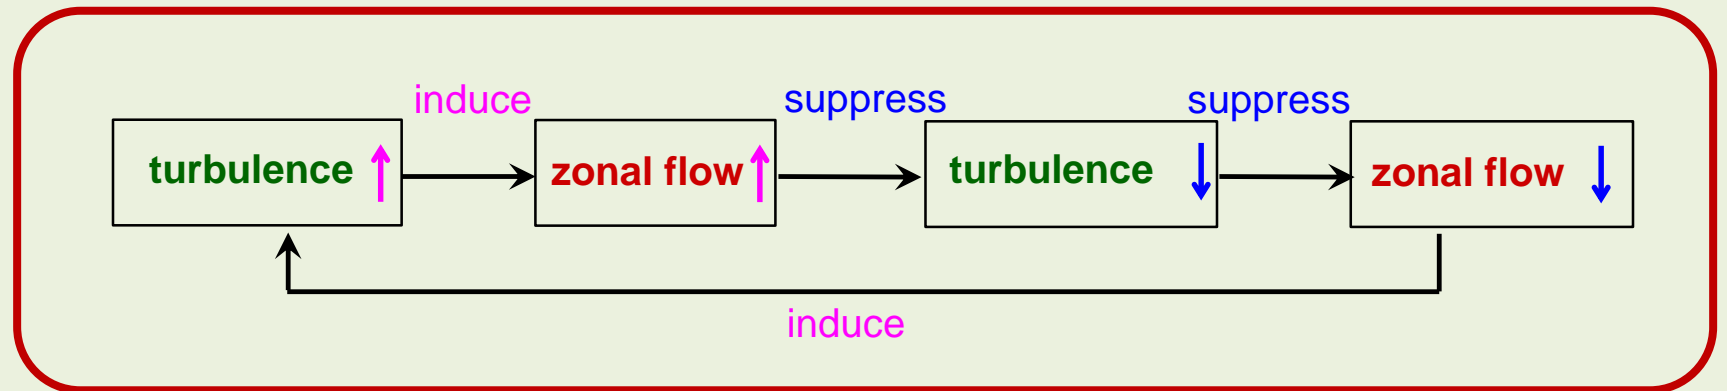 induce
suppress
suppress
turbulence ↑
zonal flow ↑
turbulence ↓
zonal flow ↓
induce